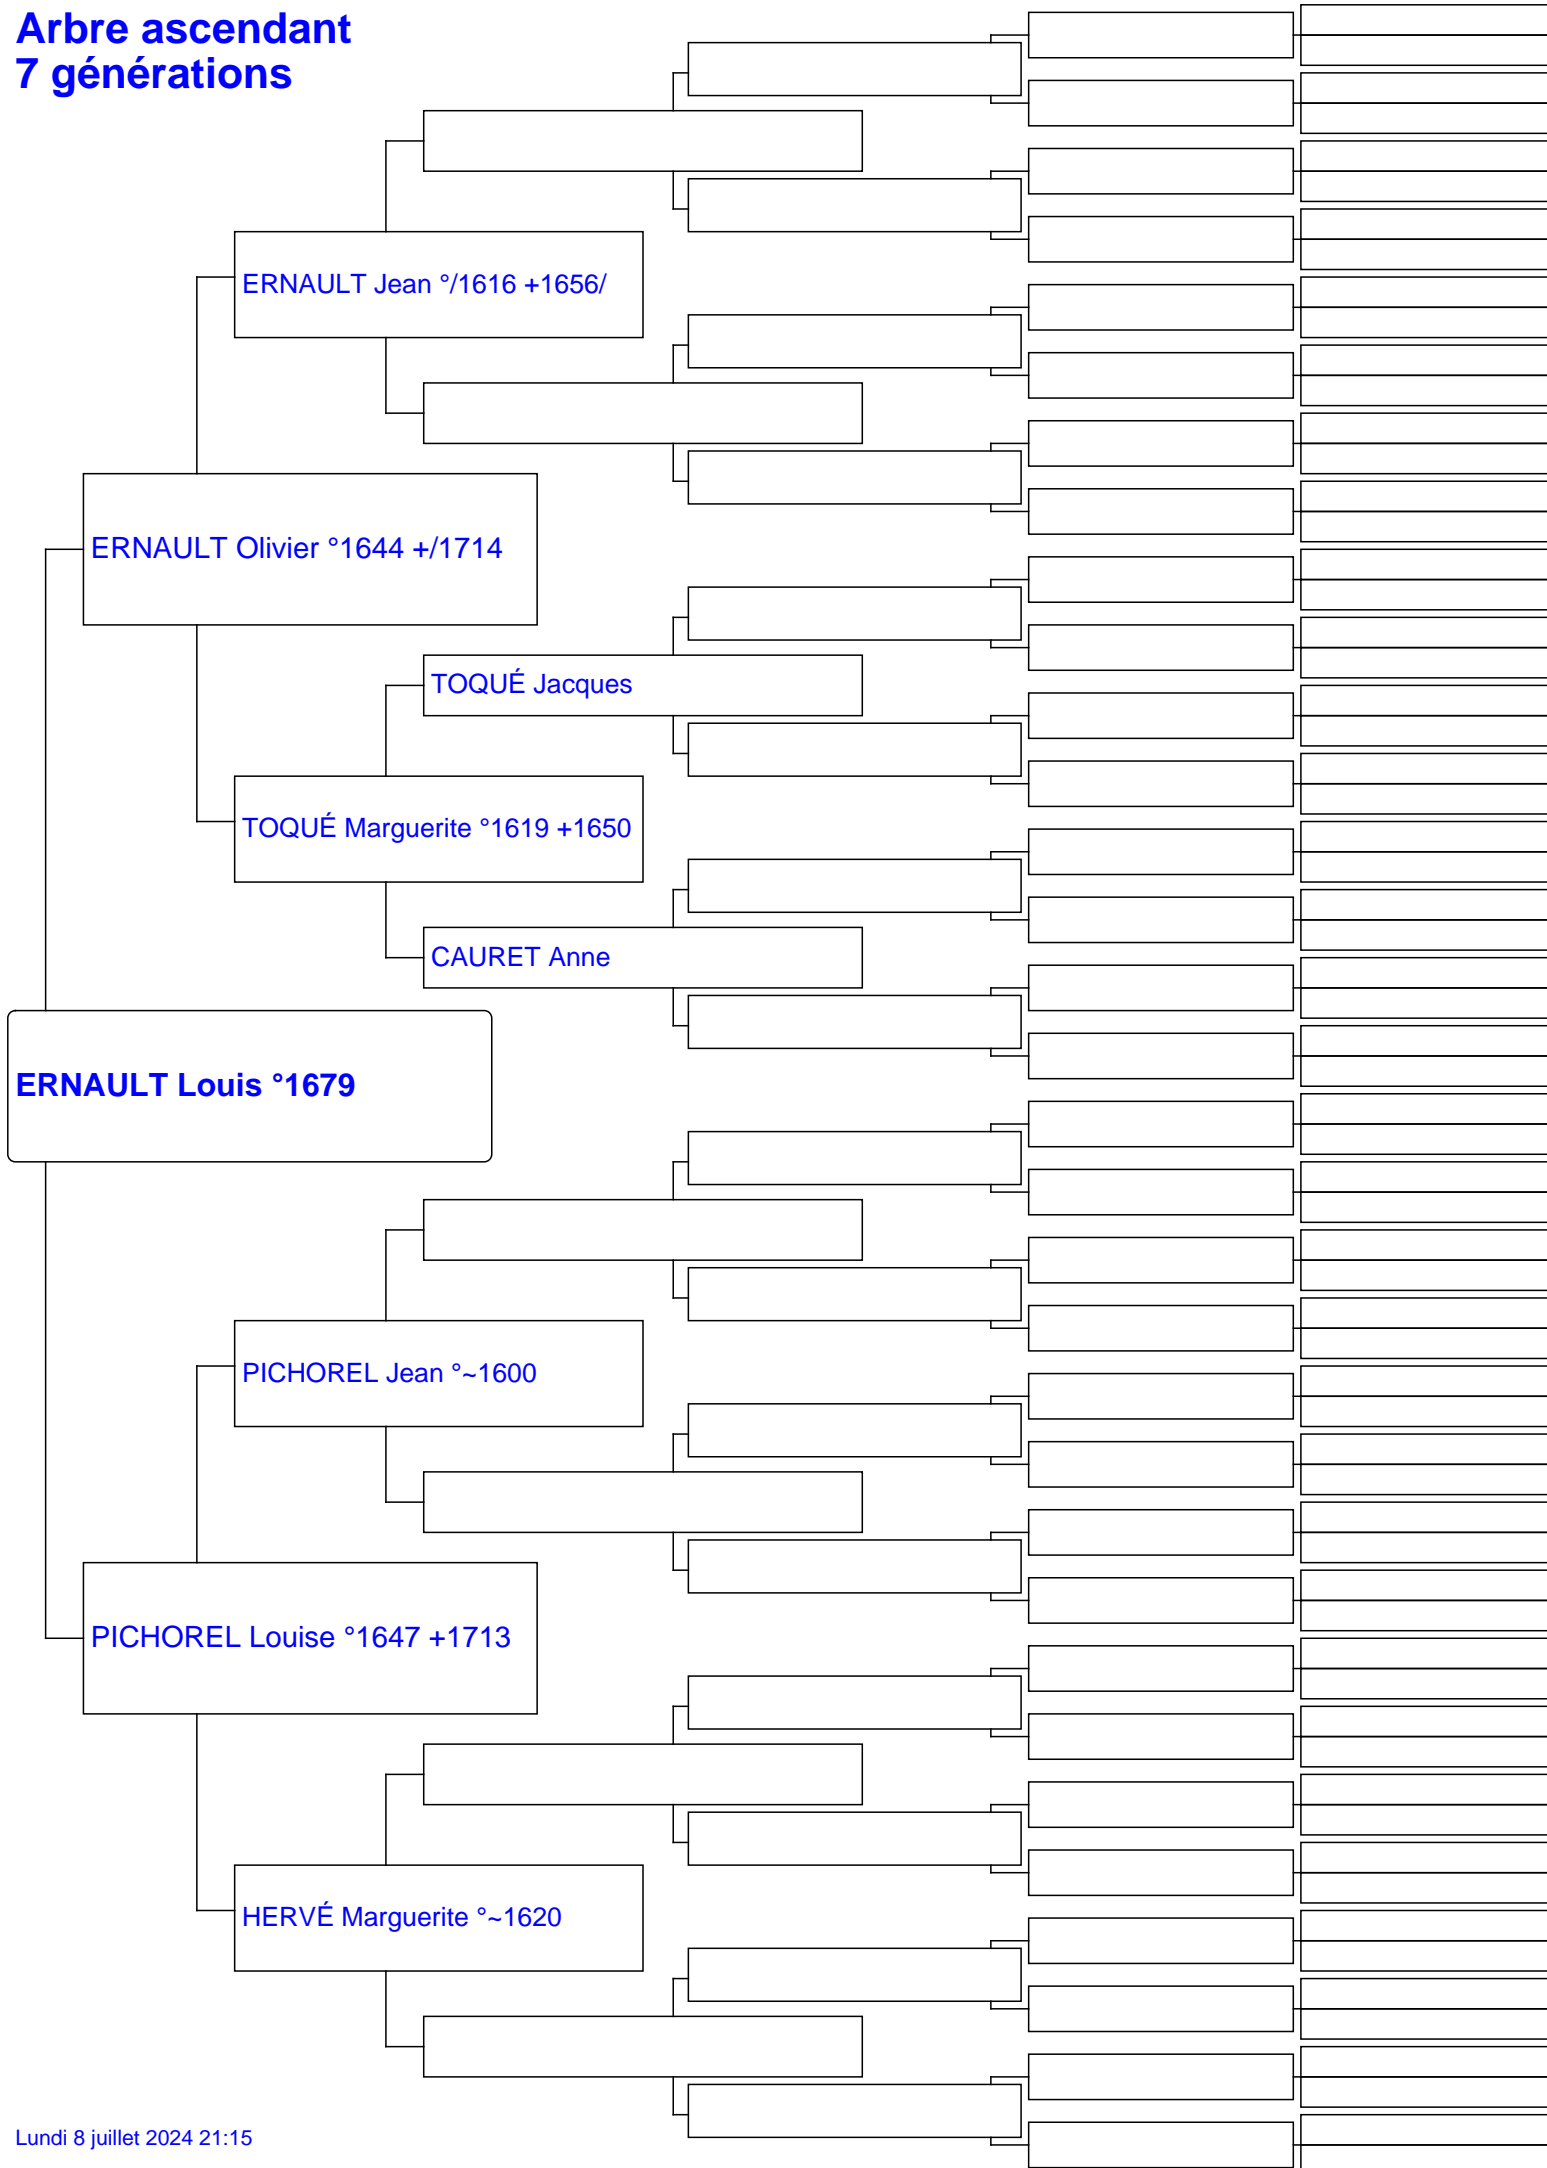 Arbre ascendant
7 générations
ERNAULT Jean °/1616 +1656/
ERNAULT Olivier °1644 +/1714
TOQUÉ Jacques
TOQUÉ Marguerite °1619 +1650
CAURET Anne
ERNAULT Louis °1679
PICHOREL Jean °~1600
PICHOREL Louise °1647 +1713
HERVÉ Marguerite °~1620
Lundi 8 juillet 2024 21:15